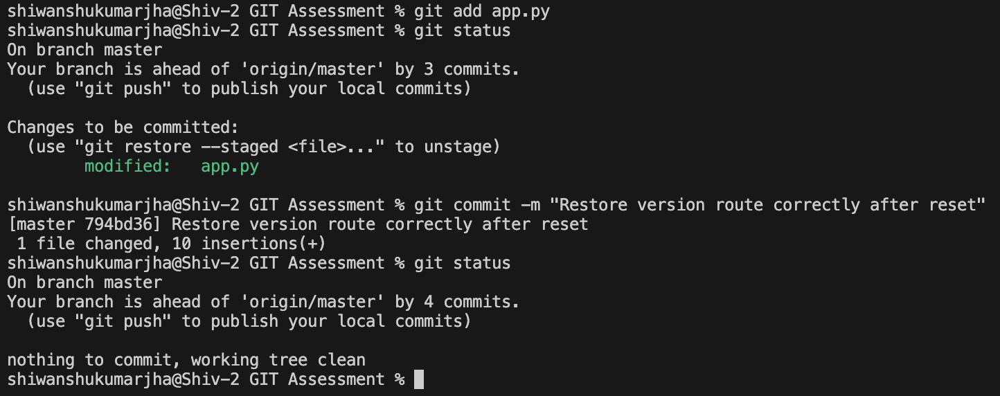 shiwanshukumarjha@Shiv-2 GIT Assessment % git add app.py
shiwanshukumarjha@Shiv-2 GIT Assessment % git status
On branch master
Your branch is ahead of 'origin/master' by 3 commits.
  (use "git push" to publish your local commits)

Changes to be committed:
  (use "git restore --staged <file>..." to unstage)
        modified:   app.py

shiwanshukumarjha@Shiv-2 GIT Assessment % git commit -m "Restore version route correctly after reset"
[master 794bd36] Restore version route correctly after reset
 1 file changed, 10 insertions(+)
shiwanshukumarjha@Shiv-2 GIT Assessment % git status
On branch master
Your branch is ahead of 'origin/master' by 4 commits.
  (use "git push" to publish your local commits)

nothing to commit, working tree clean
shiwanshukumarjha@Shiv-2 GIT Assessment %